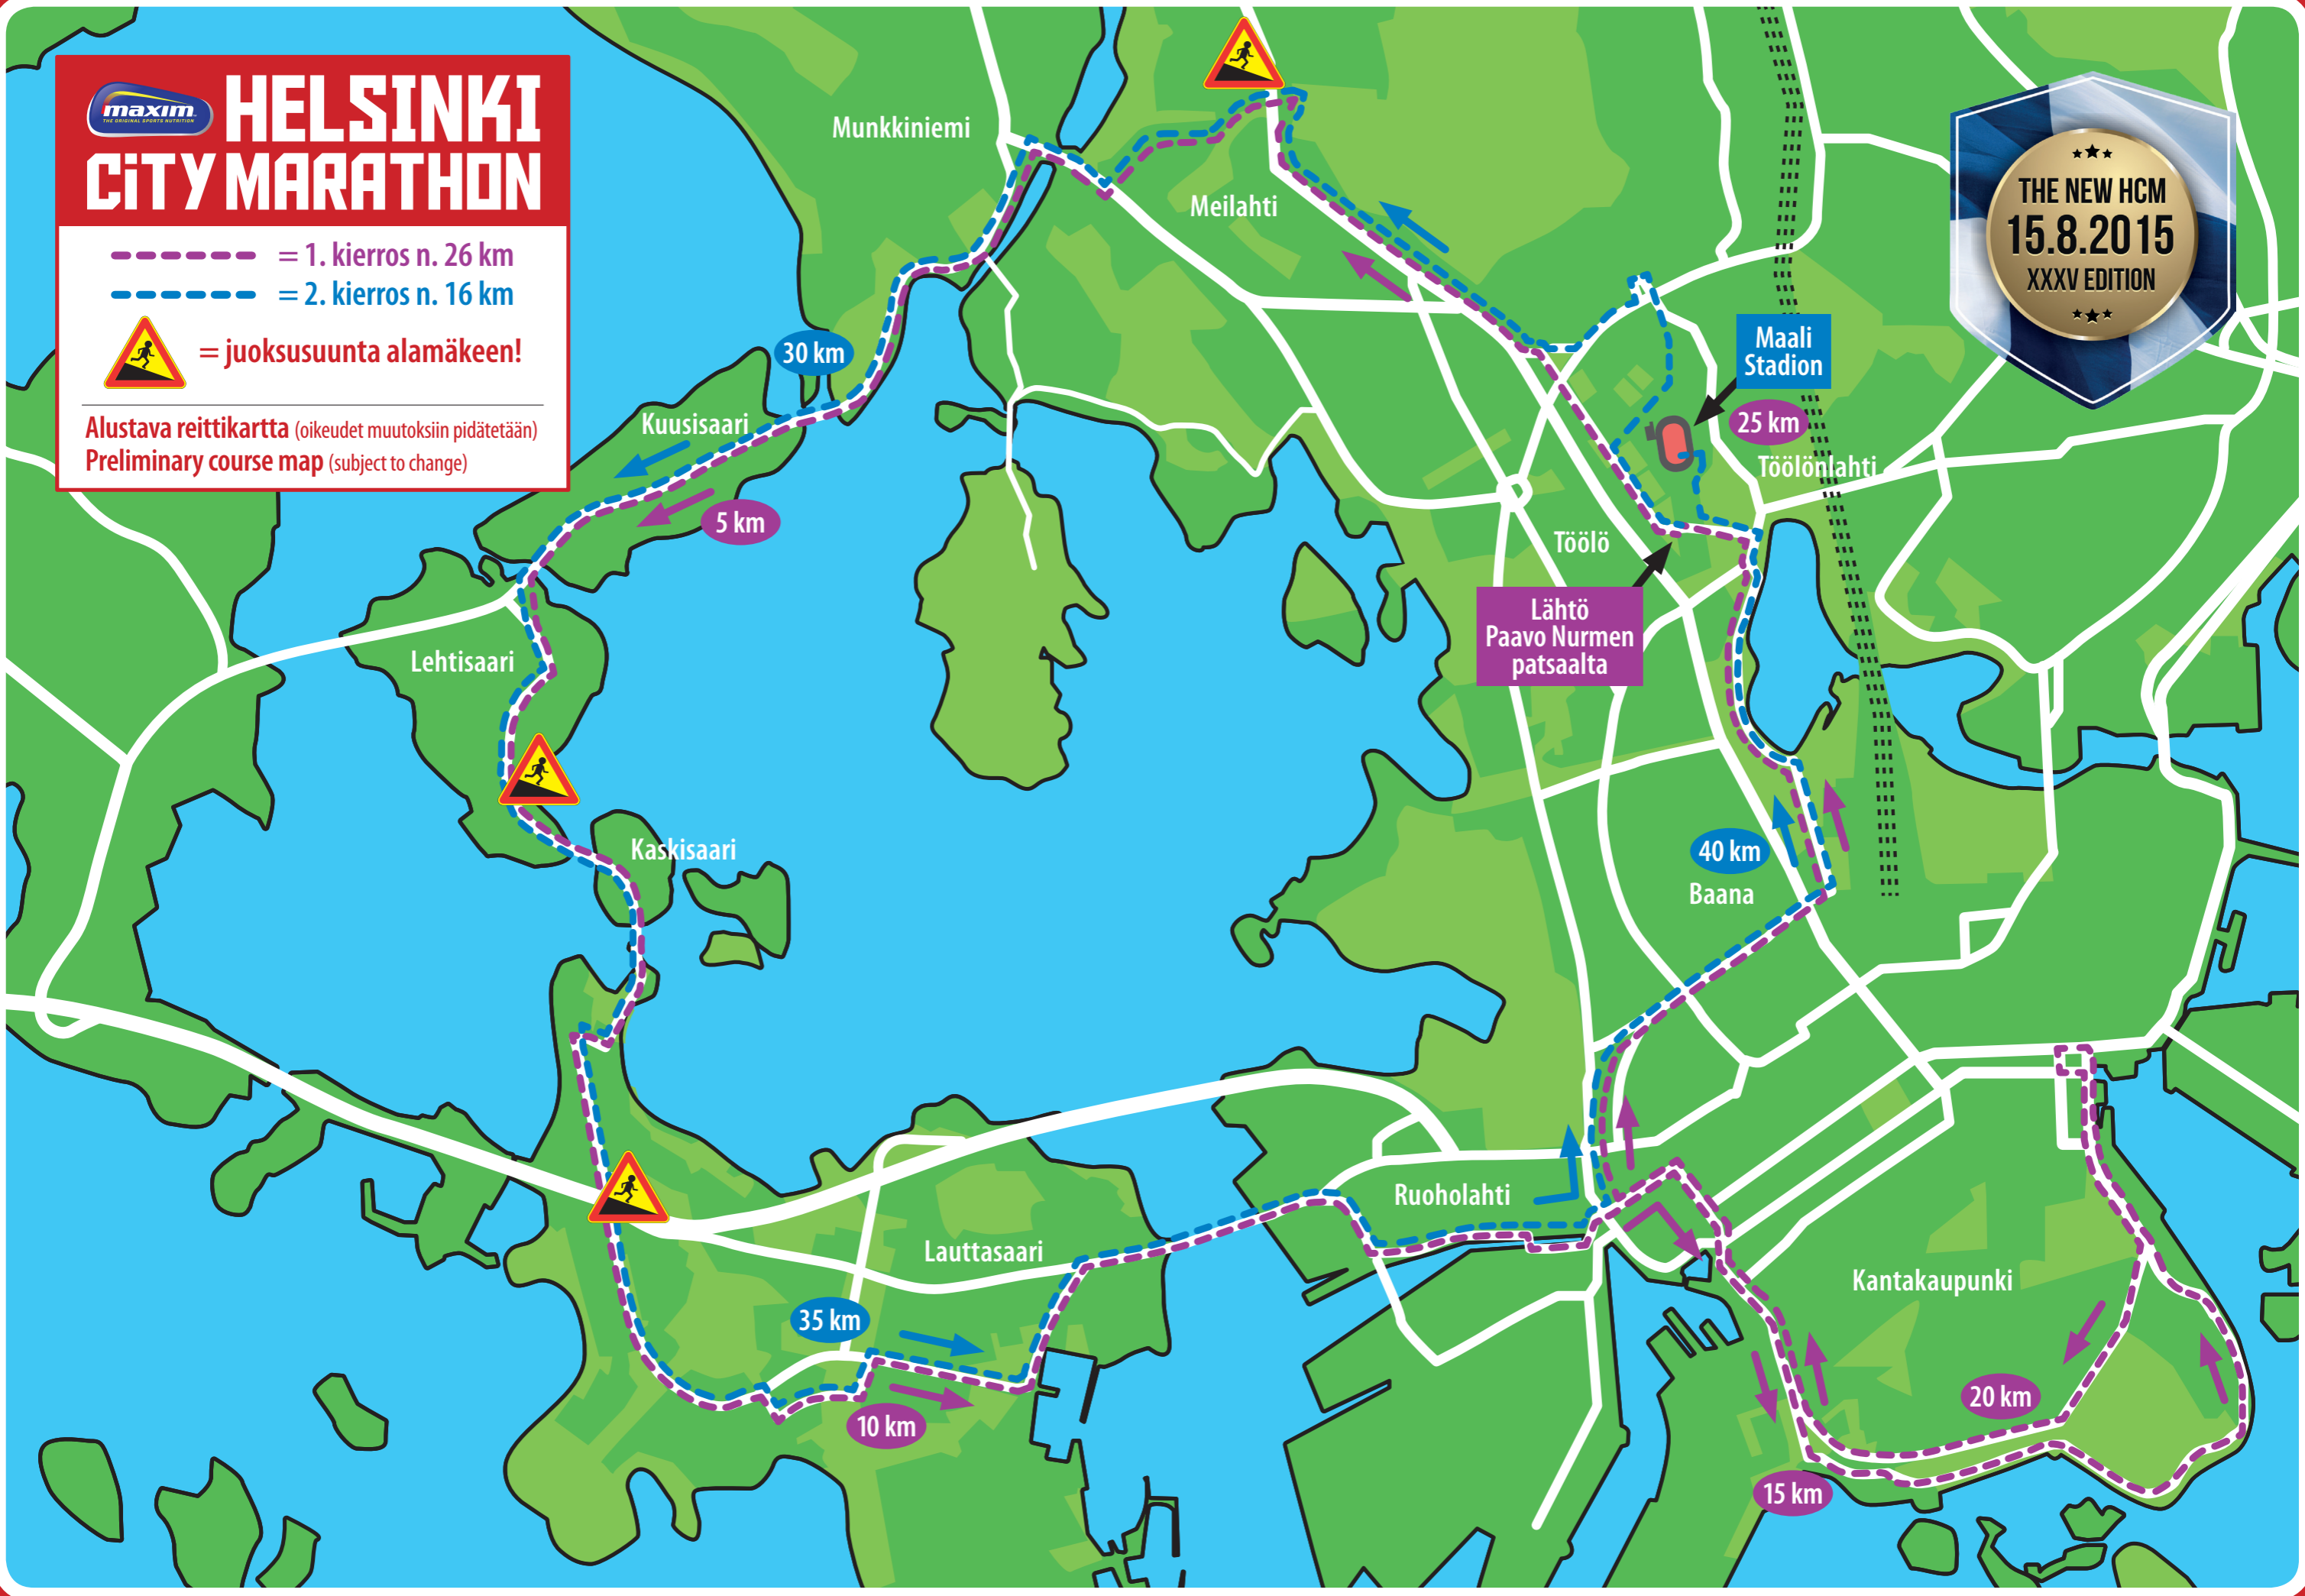 maxim
THE ORIGINAL SPORTS NUTRITION
HELSINKI
CiTY MARATHON
= 1. kierros n. 26 km
= 2. kierros n. 16 km
= juoksusuunta alamäkeen!
Alustava reittikartta (oikeudet muutoksiin pidätetään)
Preliminary course map (subject to change)
THE NEW HCM
15.8.2015
XXXV EDITION
Munkkiniemi
Meilahti
30 km
Kuusisaari
5 km
Maali
Stadion
25 km
Töölönlahti
Töölö
Lähtö
Paavo Nurmen
patsaalta
Lehtisaari
Kaskisaari
40 km
Baana
Ruoholahti
Lauttasaari
Kantakaupunki
35 km
10 km
20 km
15 km